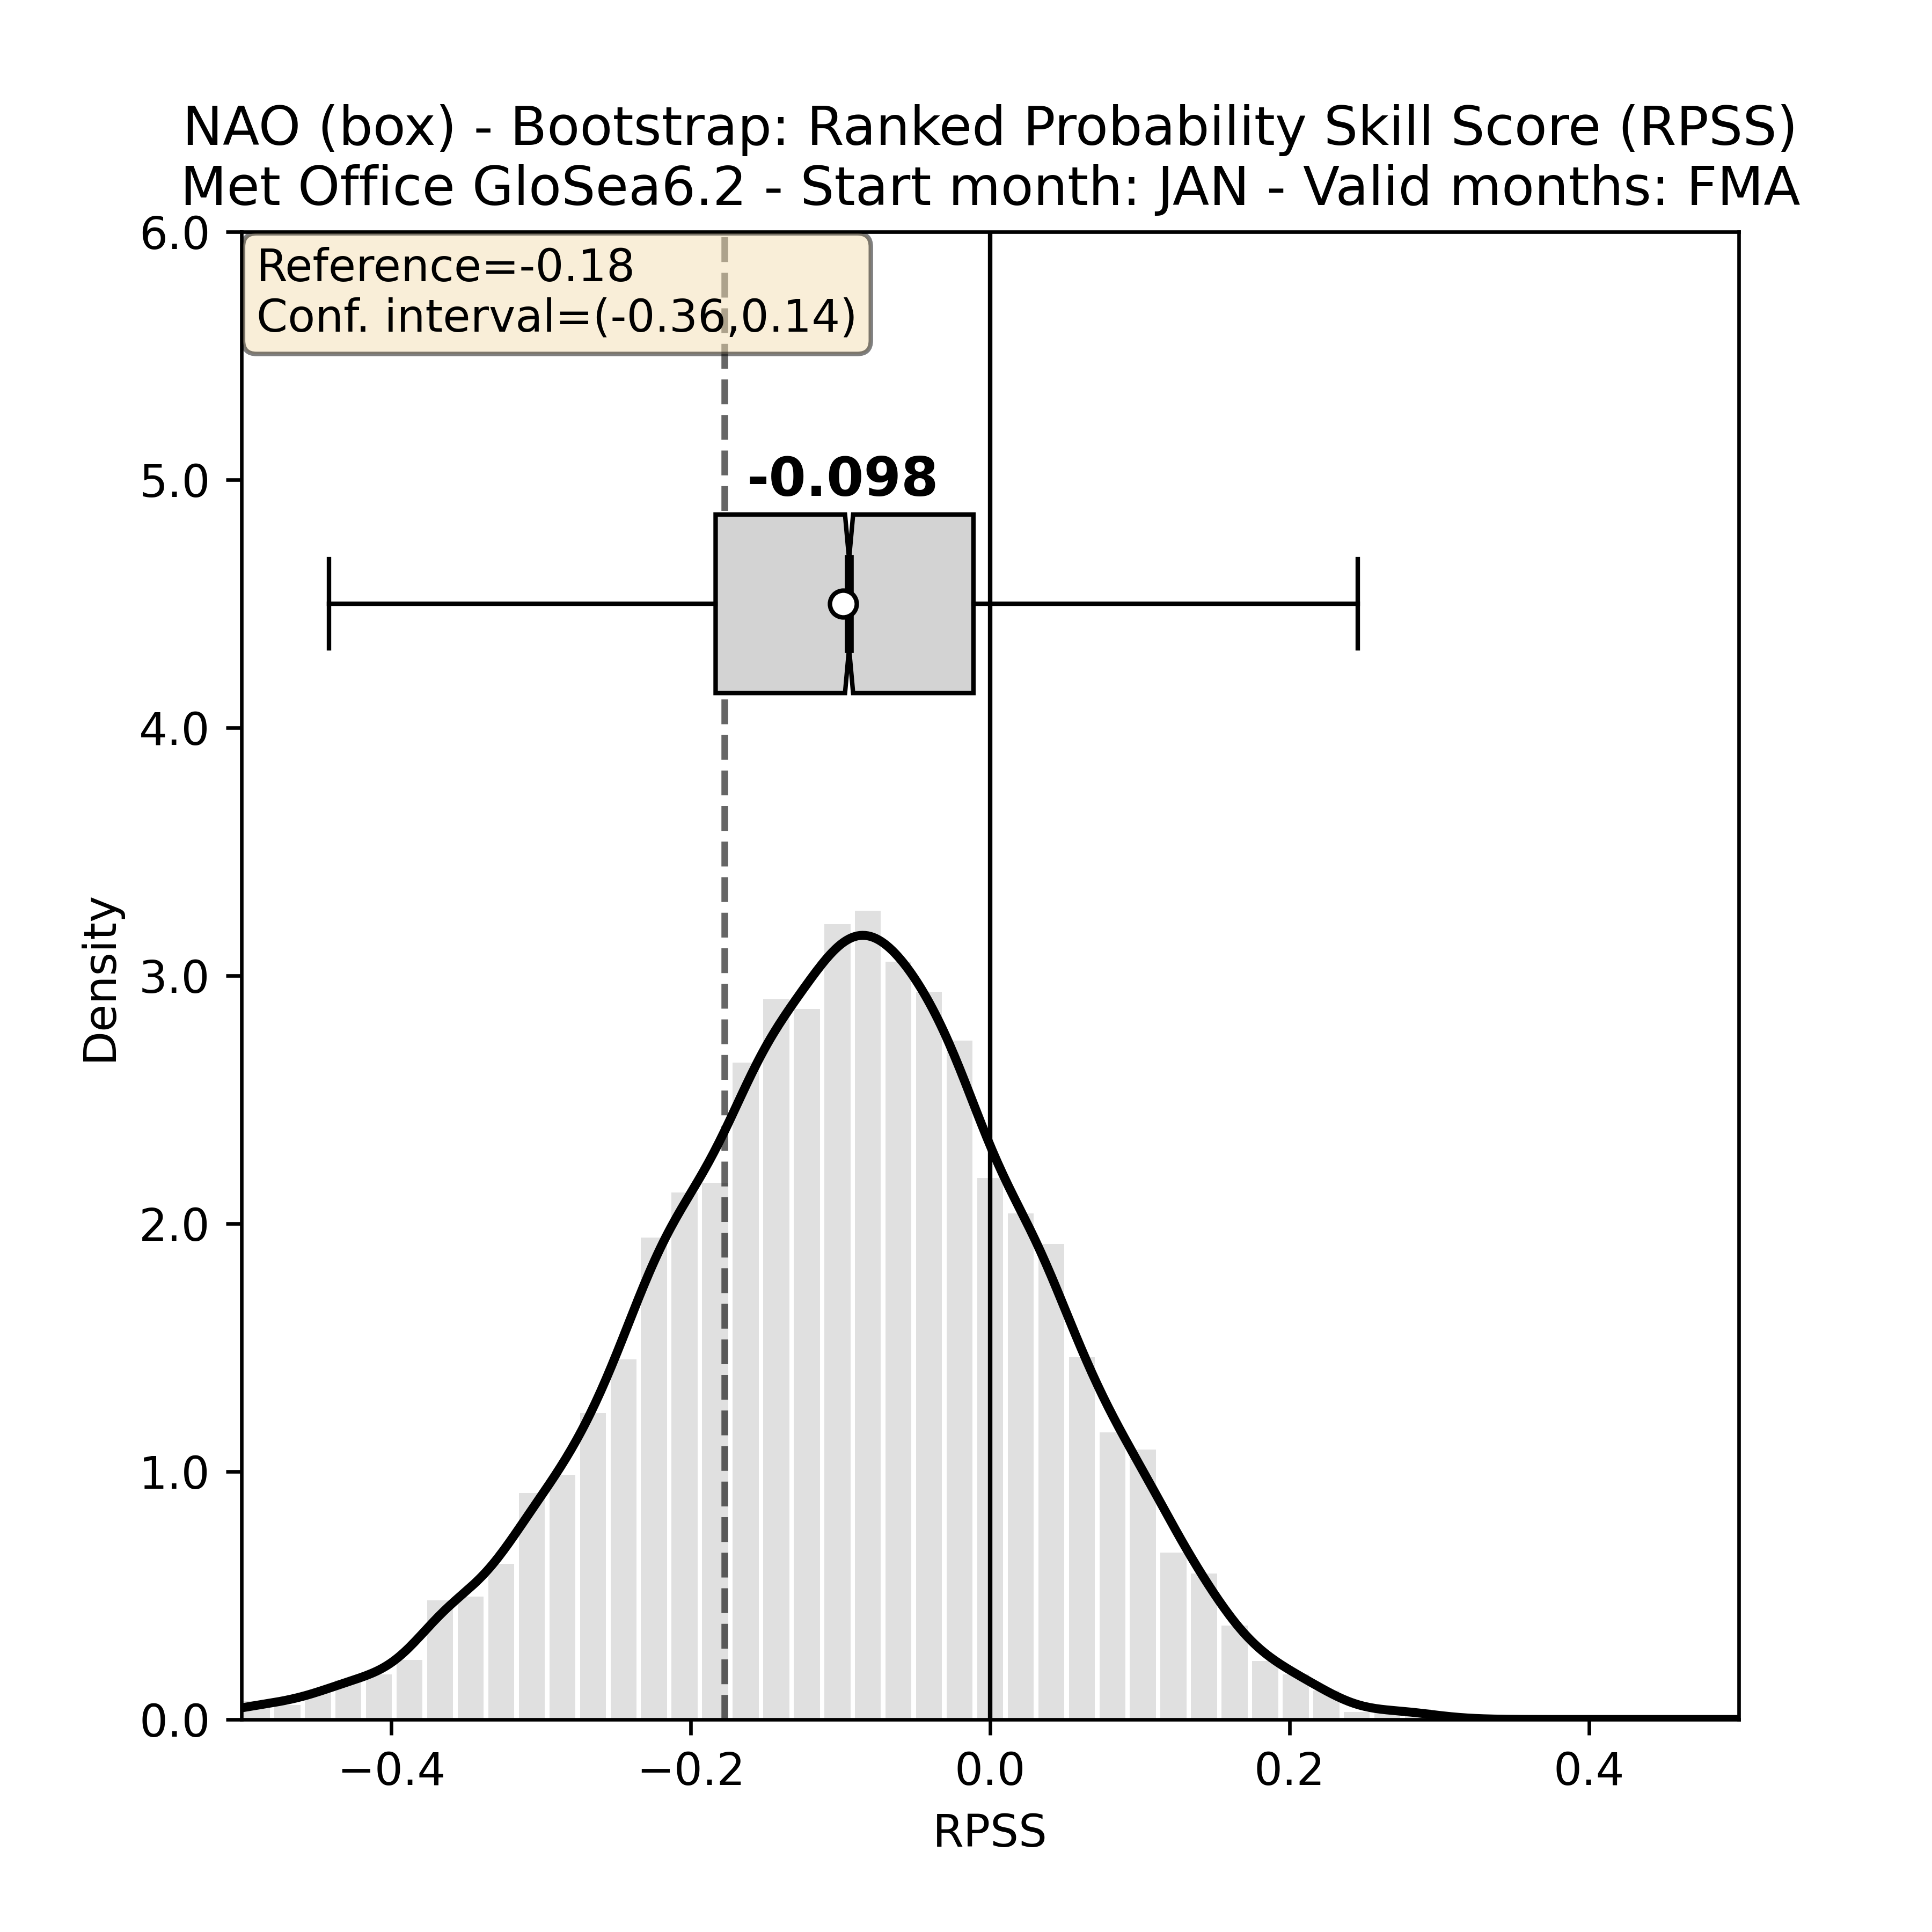 NAO (box) - Bootstrap: Ranked Probability Skill Score (RPSS)
Met Office GloSea6.2 - Start month: JAN - Valid months: FMA
Reference=-0.18
Conf. interval=(-0.36,0.14)
-0.098
6.0
5.0
4.0
3.0
2.0
1.0
0.0
Density
−0.4
−0.2
0.0
0.2
0.4
RPSS